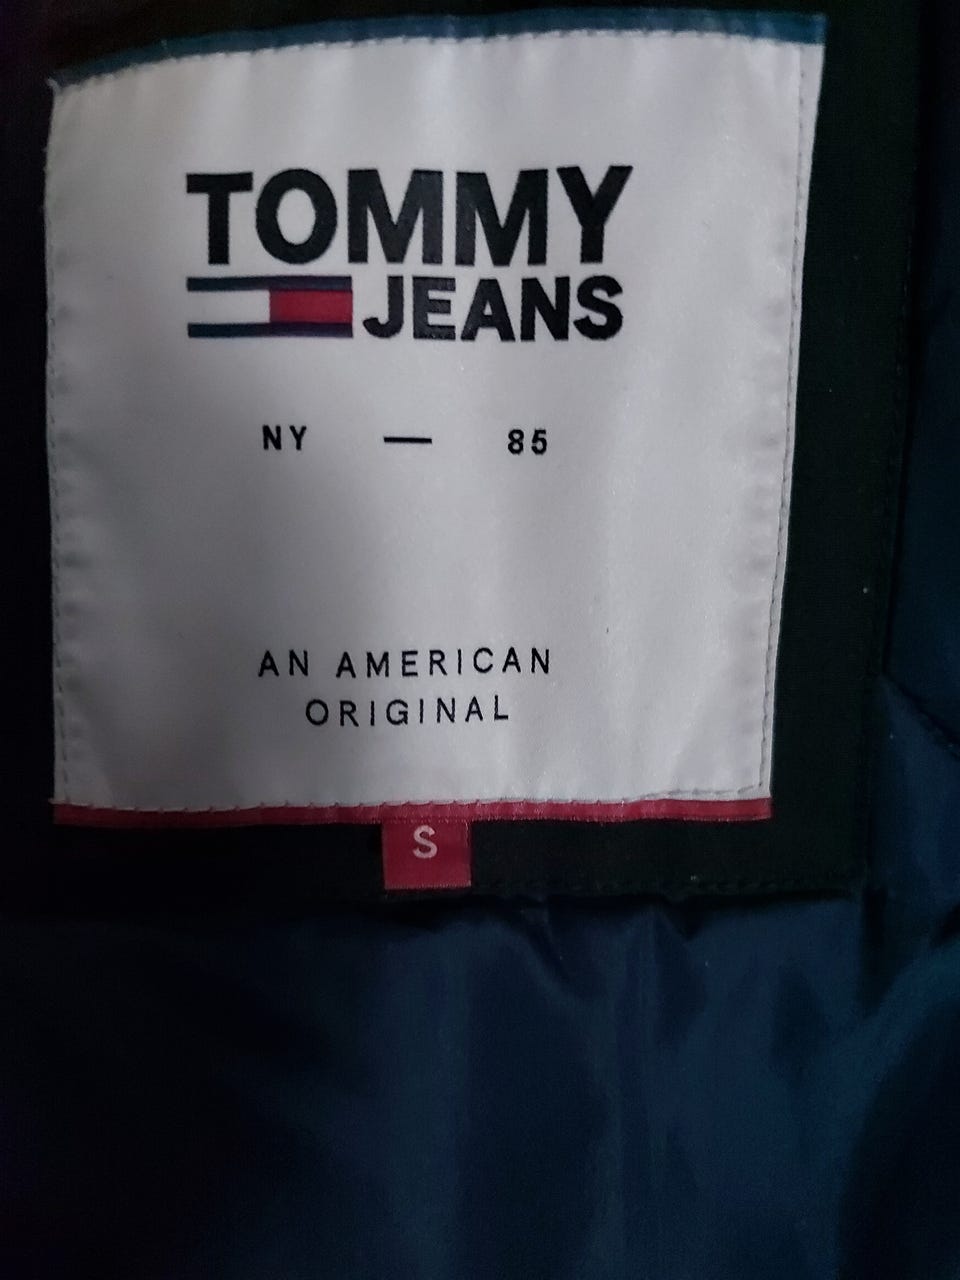 TOMMY
JEANS
NY — 85
AN AMERICAN
ORIGINAL
S